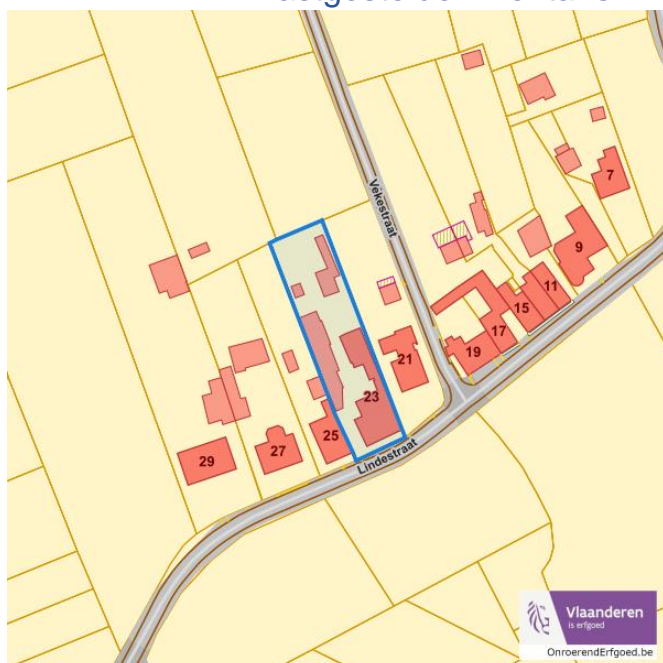 Vekestraat
7
9
11
15
17
19
21
23
25
27
29
Lindestraat
Vlaanderen
is erfgoed
OnroerendErfgoed.be